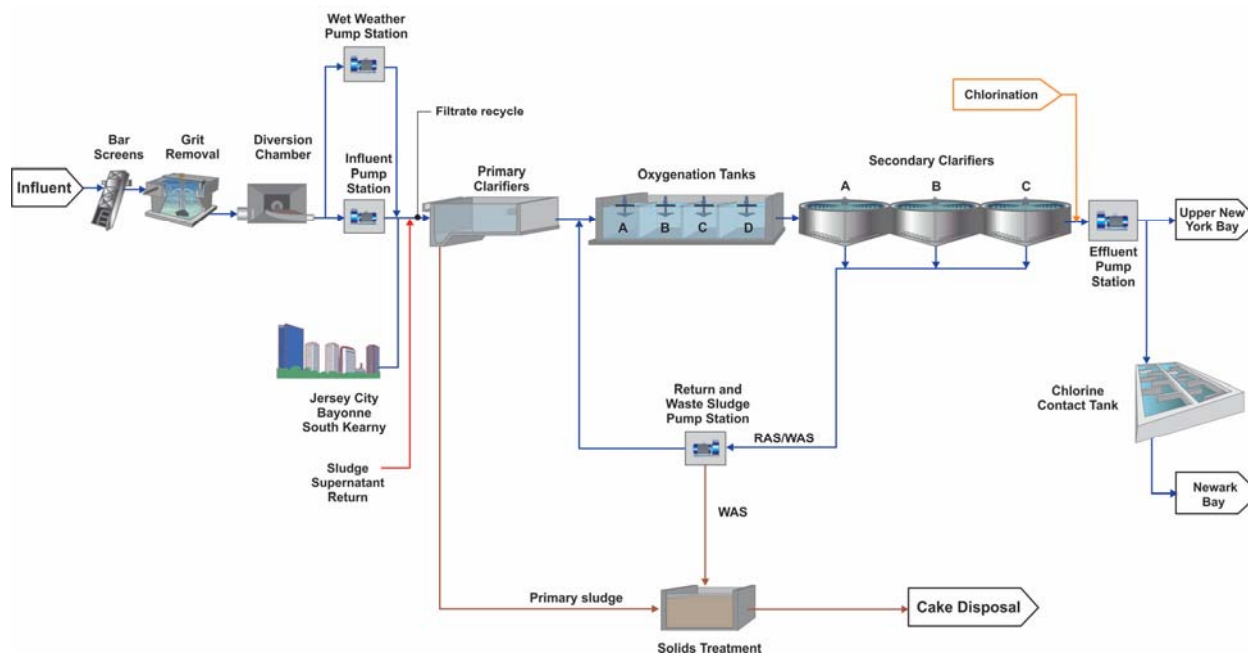 Wet Weather
Pump Station
Chlorination
Filtrate recycle
Bar
Screens
Grit
Removal
Diversion
Chamber
Influent
Pump
Station
Primary
Clarifiers
Oxygenation Tanks
Secondary Clarifiers
A
B
C
Influent
A
B
C
D
Upper New
York Bay
Effluent
Pump
Station
Jersey City
Bayonne
South Kearny
Return and
Waste Sludge
Pump Station
Chlorine
Contact Tank
RAS/WAS
Sludge
Supernatant
Return
Newark
Bay
WAS
Primary sludge
Cake Disposal
Solids Treatment